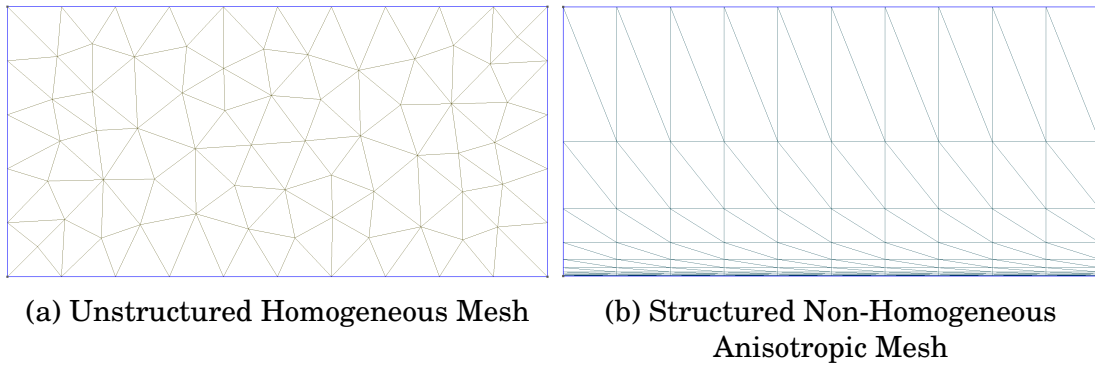 (a) Unstructured Homogeneous Mesh
(b) Structured Non-Homogeneous
Anisotropic Mesh